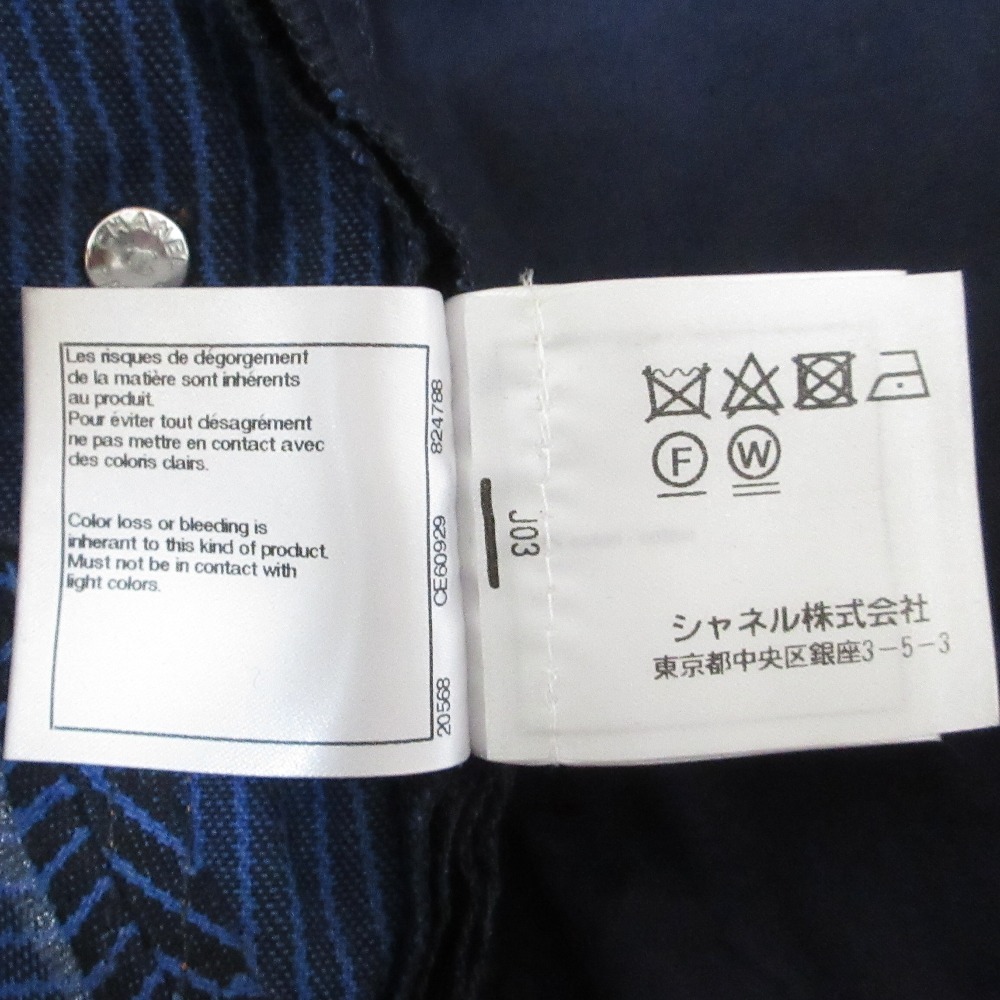 Les risques de dégorgement
de la matière sont inhérents
au produit.
Pour éviter tout désagrément
ne pas mettre en contact avec
des coloris clairs.
Color loss or bleeding is
inherant to this kind of product.
Must not be in contact with
light colors.
20568 CE60929 824788
J03
F W
シャネル株式会社
東京都中央区銀座3-5-3